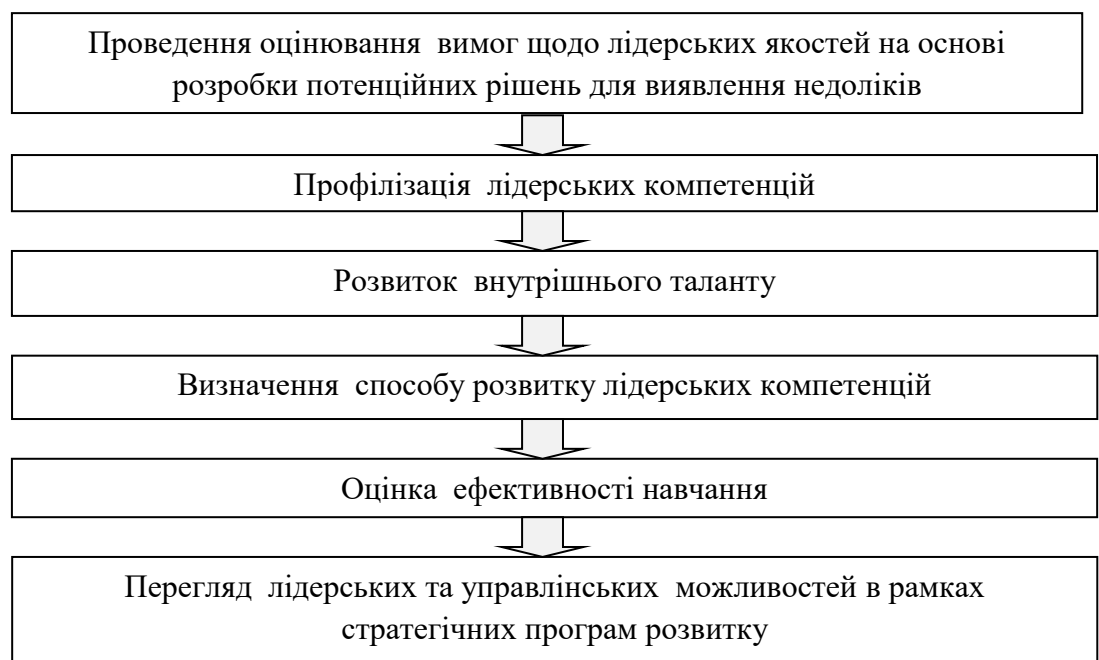 Проведення оцінювання вимог щодо лідерських якостей на основі
розробки потенційних рішень для виявлення недоліків
Профілізація лідерських компетенцій
Розвиток внутрішнього таланту
Визначення способу розвитку лідерських компетенцій
Оцінка ефективності навчання
Перегляд лідерських та управлінських можливостей в рамках
стратегічних програм розвитку